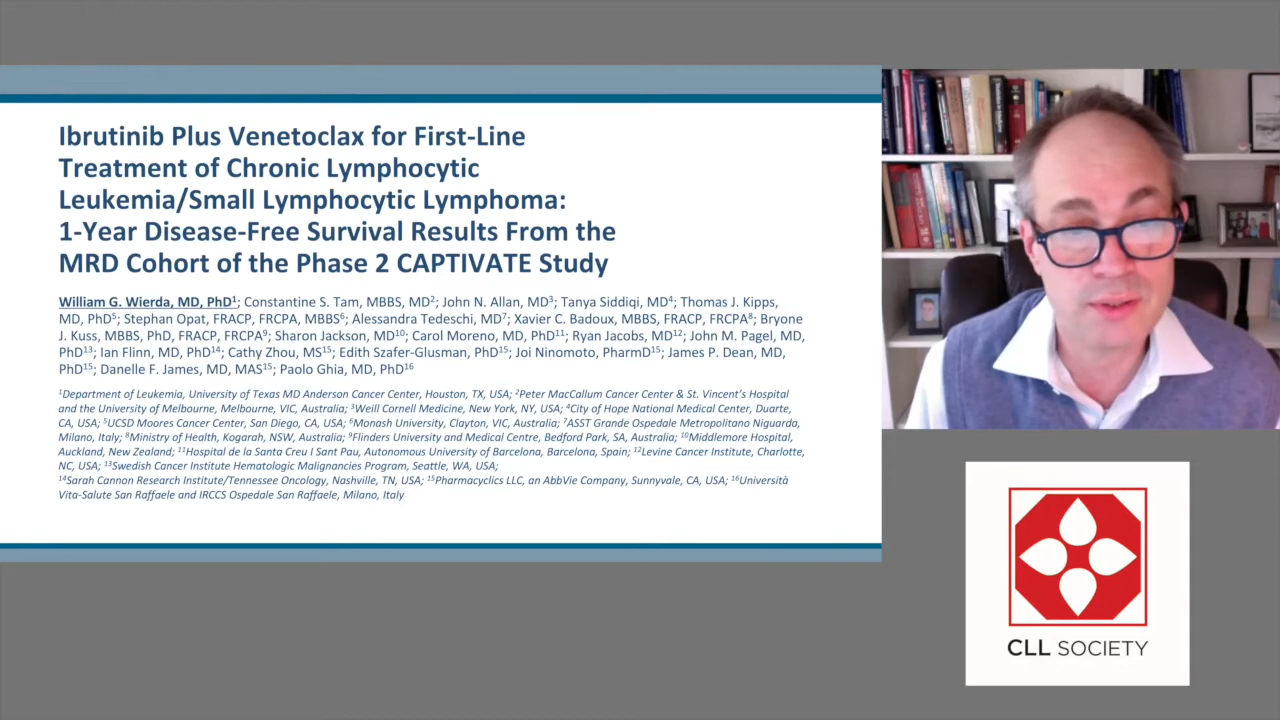 Ibrutinib Plus Venetoclax for First-Line
Treatment of Chronic Lymphocytic
Leukemia/Small Lymphocytic Lymphoma:
1-Year Disease-Free Survival Results From the
MRD Cohort of the Phase 2 CAPTIVATE Study
William G. Wierda, MD, PhD¹; Constantine S. Tam, MBBS, MD²; John N. Allan, MD³; Tanya Siddiqi, MD⁴; Thomas J. Kipps,
MD, PhD⁵; Stephan Opat, FRACP, FRCPA, MBBS⁶; Alessandra Tedeschi, MD⁷; Xavier C. Badoux, MBBS, FRACP, FRCPA⁸; Bryone
J. Kuss, MBBS, PhD, FRACP, FRCPA⁹; Sharon Jackson, MD¹⁰; Carol Moreno, MD, PhD¹¹; Ryan Jacobs, MD¹²; John M. Pagel, MD,
PhD¹³; Ian Flinn, MD, PhD¹⁴; Cathy Zhou, MS¹⁵; Edith Szafer-Glusman, PhD¹⁵; Joi Ninomoto, PharmD¹⁵; James P. Dean, MD,
PhD¹⁵; Danelle F. James, MD, MAS¹⁵; Paolo Ghia, MD, PhD¹⁶
¹Department of Leukemia, University of Texas MD Anderson Cancer Center, Houston, TX, USA; ²Peter MacCallum Cancer Center & St. Vincent's Hospital
and the University of Melbourne, Melbourne, VIC, Australia; ³Weill Cornell Medicine, New York, NY, USA; ⁴City of Hope National Medical Center, Duarte,
CA, USA; ⁵UCSD Moores Cancer Center, San Diego, CA, USA; ⁶Monash University, Clayton, VIC, Australia; ⁷ASST Grande Ospedale Metropolitano Niguarda,
Milano, Italy; ⁸Ministry of Health, Kogarah, NSW, Australia; ⁹Flinders University and Medical Centre, Bedford Park, SA, Australia; ¹⁰Middlemore Hospital,
Auckland, New Zealand; ¹¹Hospital de la Santa Creu I Sant Pau, Autonomous University of Barcelona, Barcelona, Spain; ¹²Levine Cancer Institute, Charlotte,
NC, USA; ¹³Swedish Cancer Institute Hematologic Malignancies Program, Seattle, WA, USA;
¹⁴Sarah Cannon Research Institute/Tennessee Oncology, Nashville, TN, USA; ¹⁵Pharmacyclics LLC, an AbbVie Company, Sunnyvale, CA, USA; ¹⁶Università
Vita-Salute San Raffaele and IRCCS Ospedale San Raffaele, Milano, Italy
CLL SOCIETY